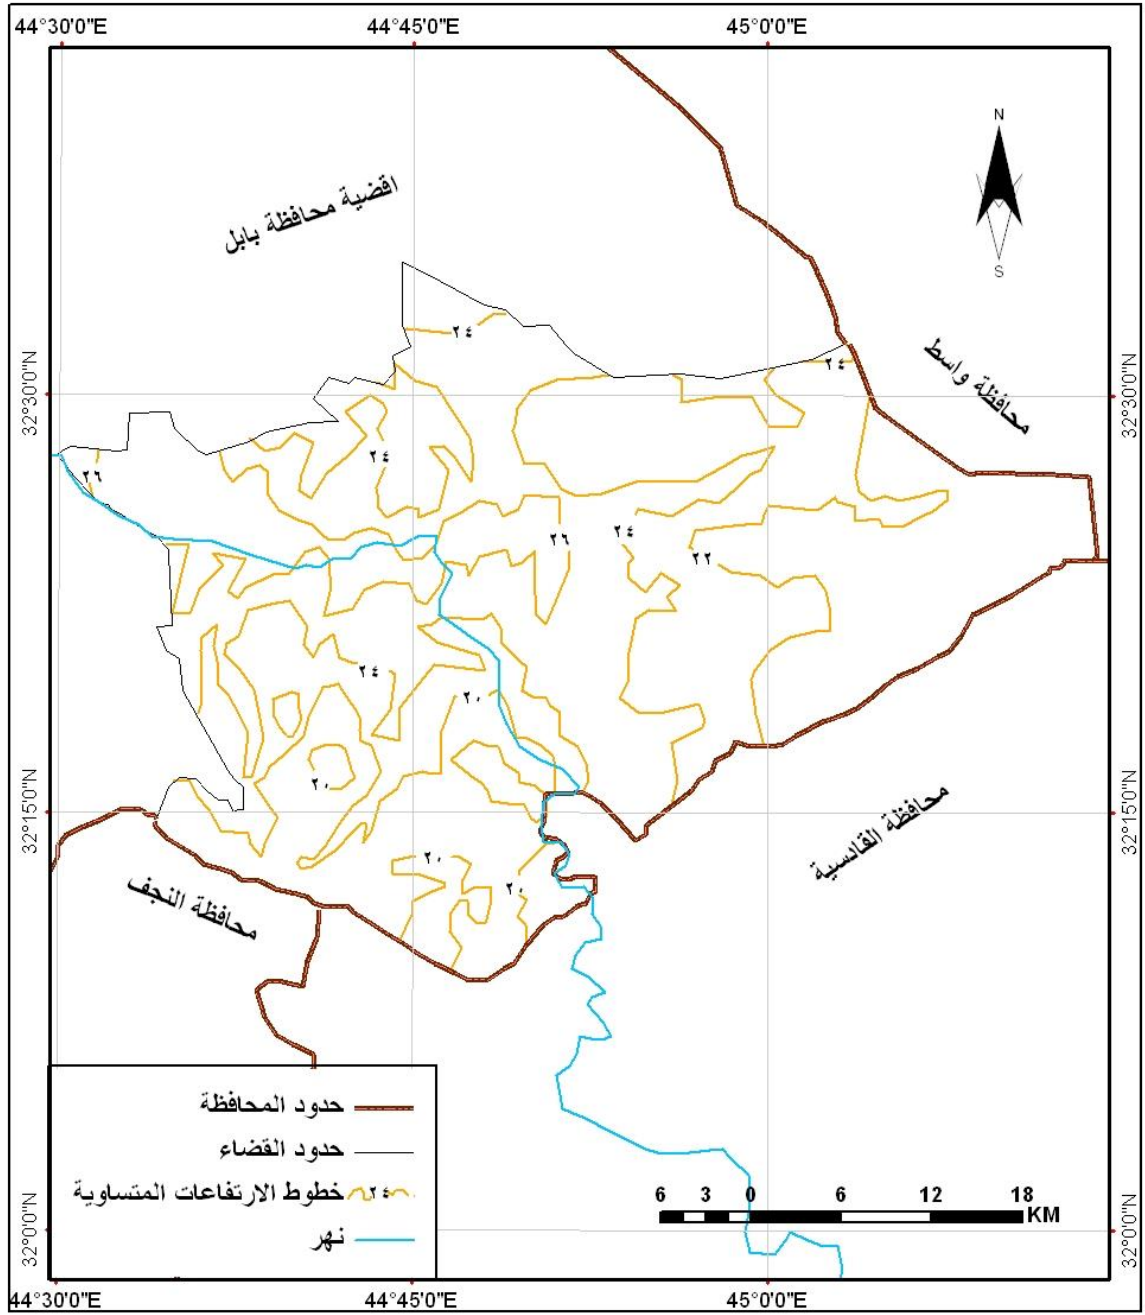 44°30'0"E
44°45'0"E
45°0'0"E
N
S
اقضية محافظة بابل
محافظة واسط
٢٤
٢٤
32°30'0"N
32°30'0"N
٢٤
٢٦
٢٦
٢٤
٢٢
٢٤
٢٠
٢٠
32°15'0"N
32°15'0"N
محافظة القادسية
محافظة النجف
٢٠
٢٠
حدود المحافظة
حدود القضاء
خطوط الارتفاعات المتساوية ٢٤
نهر
6 3 0 6 12 18
KM
32°0'0"N
32°0'0"N
44°30'0"E
44°45'0"E
45°0'0"E